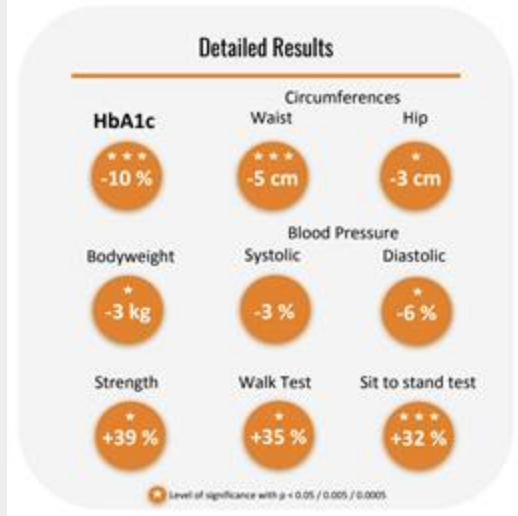 Detailed Results
Circumferences
HbA1c Waist Hip
-10 % -5 cm -3 cm
Blood Pressure
Bodyweight Systolic Diastolic
-3 kg -3 % -6 %
Strength Walk Test Sit to stand test
+39 % +35 % +32 %
Level of significance with p < 0.05 / 0.005 / 0.0005